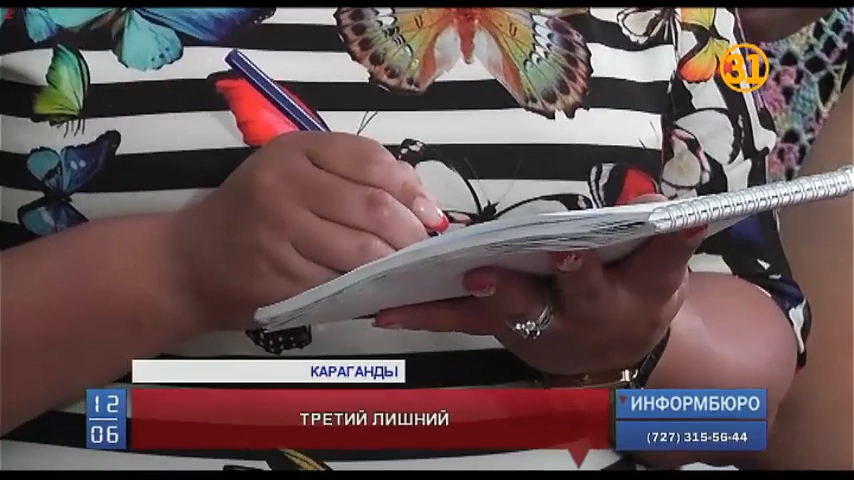 31
КАРАГАНДЫ
12
06
ТРЕТИЙ ЛИШНИЙ
ИНФОРМБЮРО
(727) 315-56-44